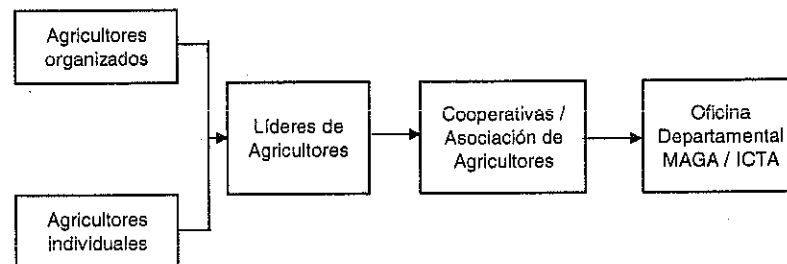 Agricultores
organizados
Líderes de
Agricultores
Cooperativas /
Asociación de
Agricultores
Oficina
Departamental
MAGA / ICTA
Agricultores
individuales